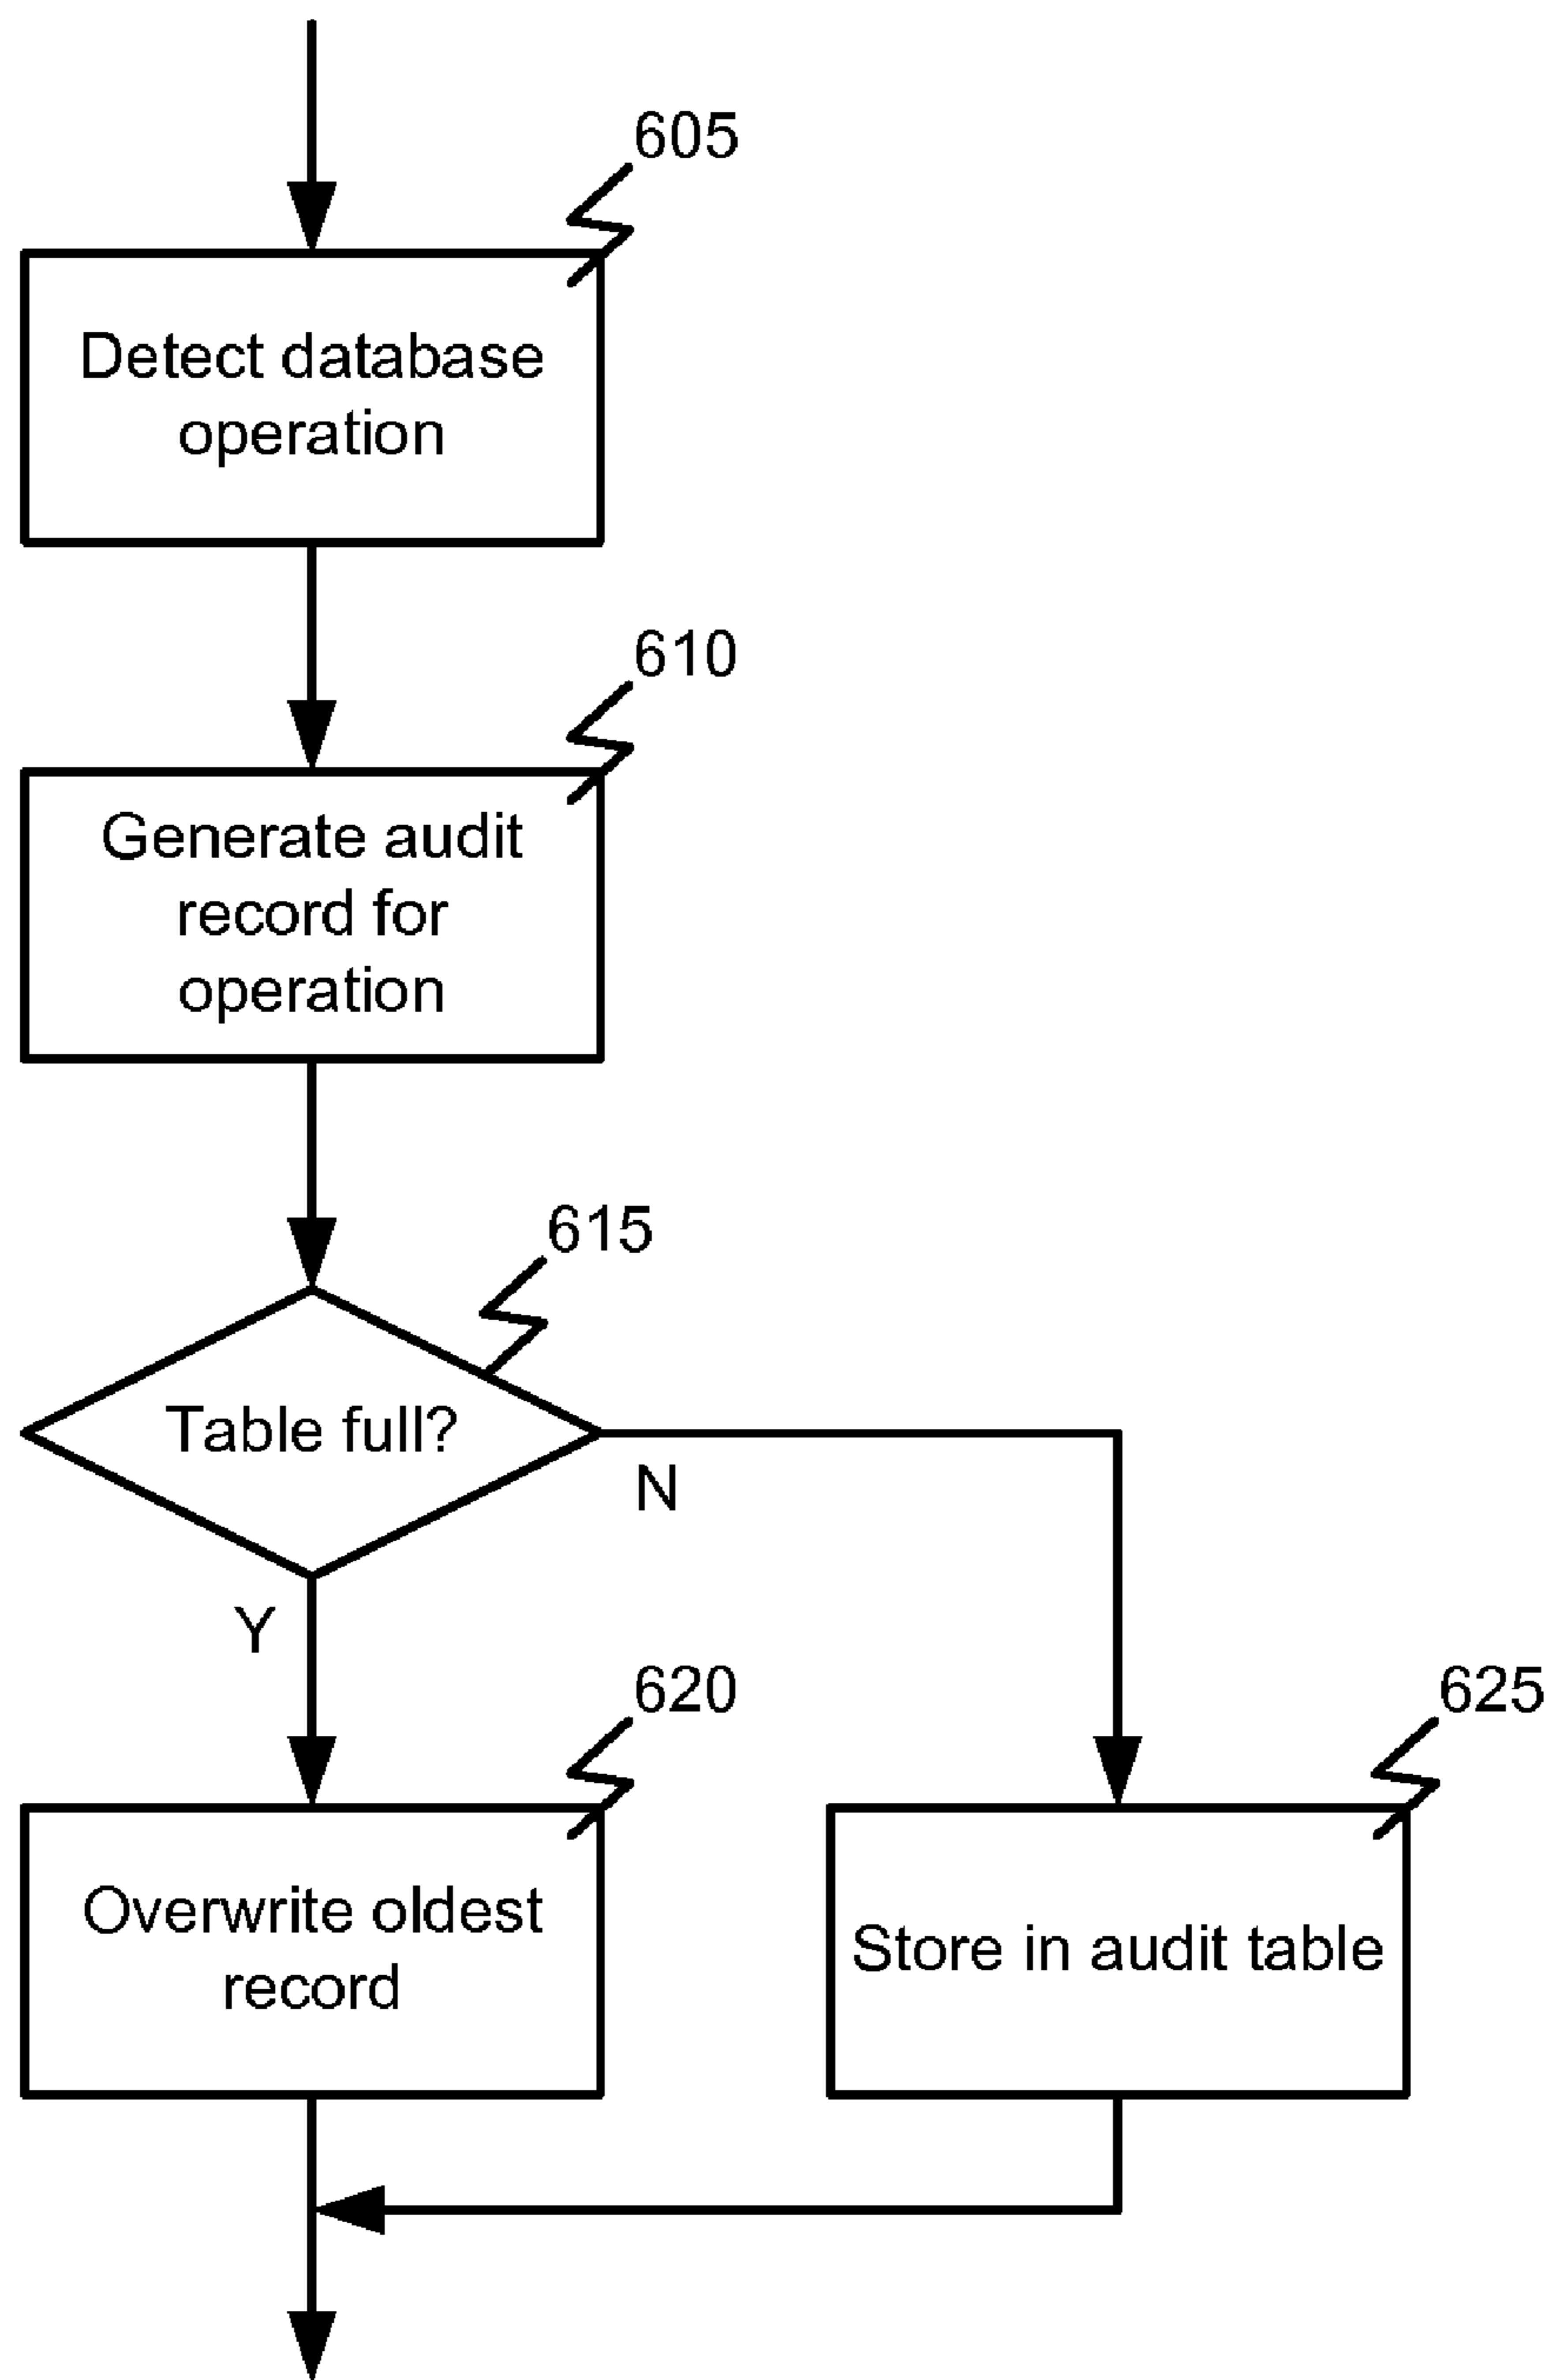 605
Detect database
operation
610
Generate audit
record for
operation
615
Table full?
N
Y
620
625
Overwrite oldest
record
Store in audit table